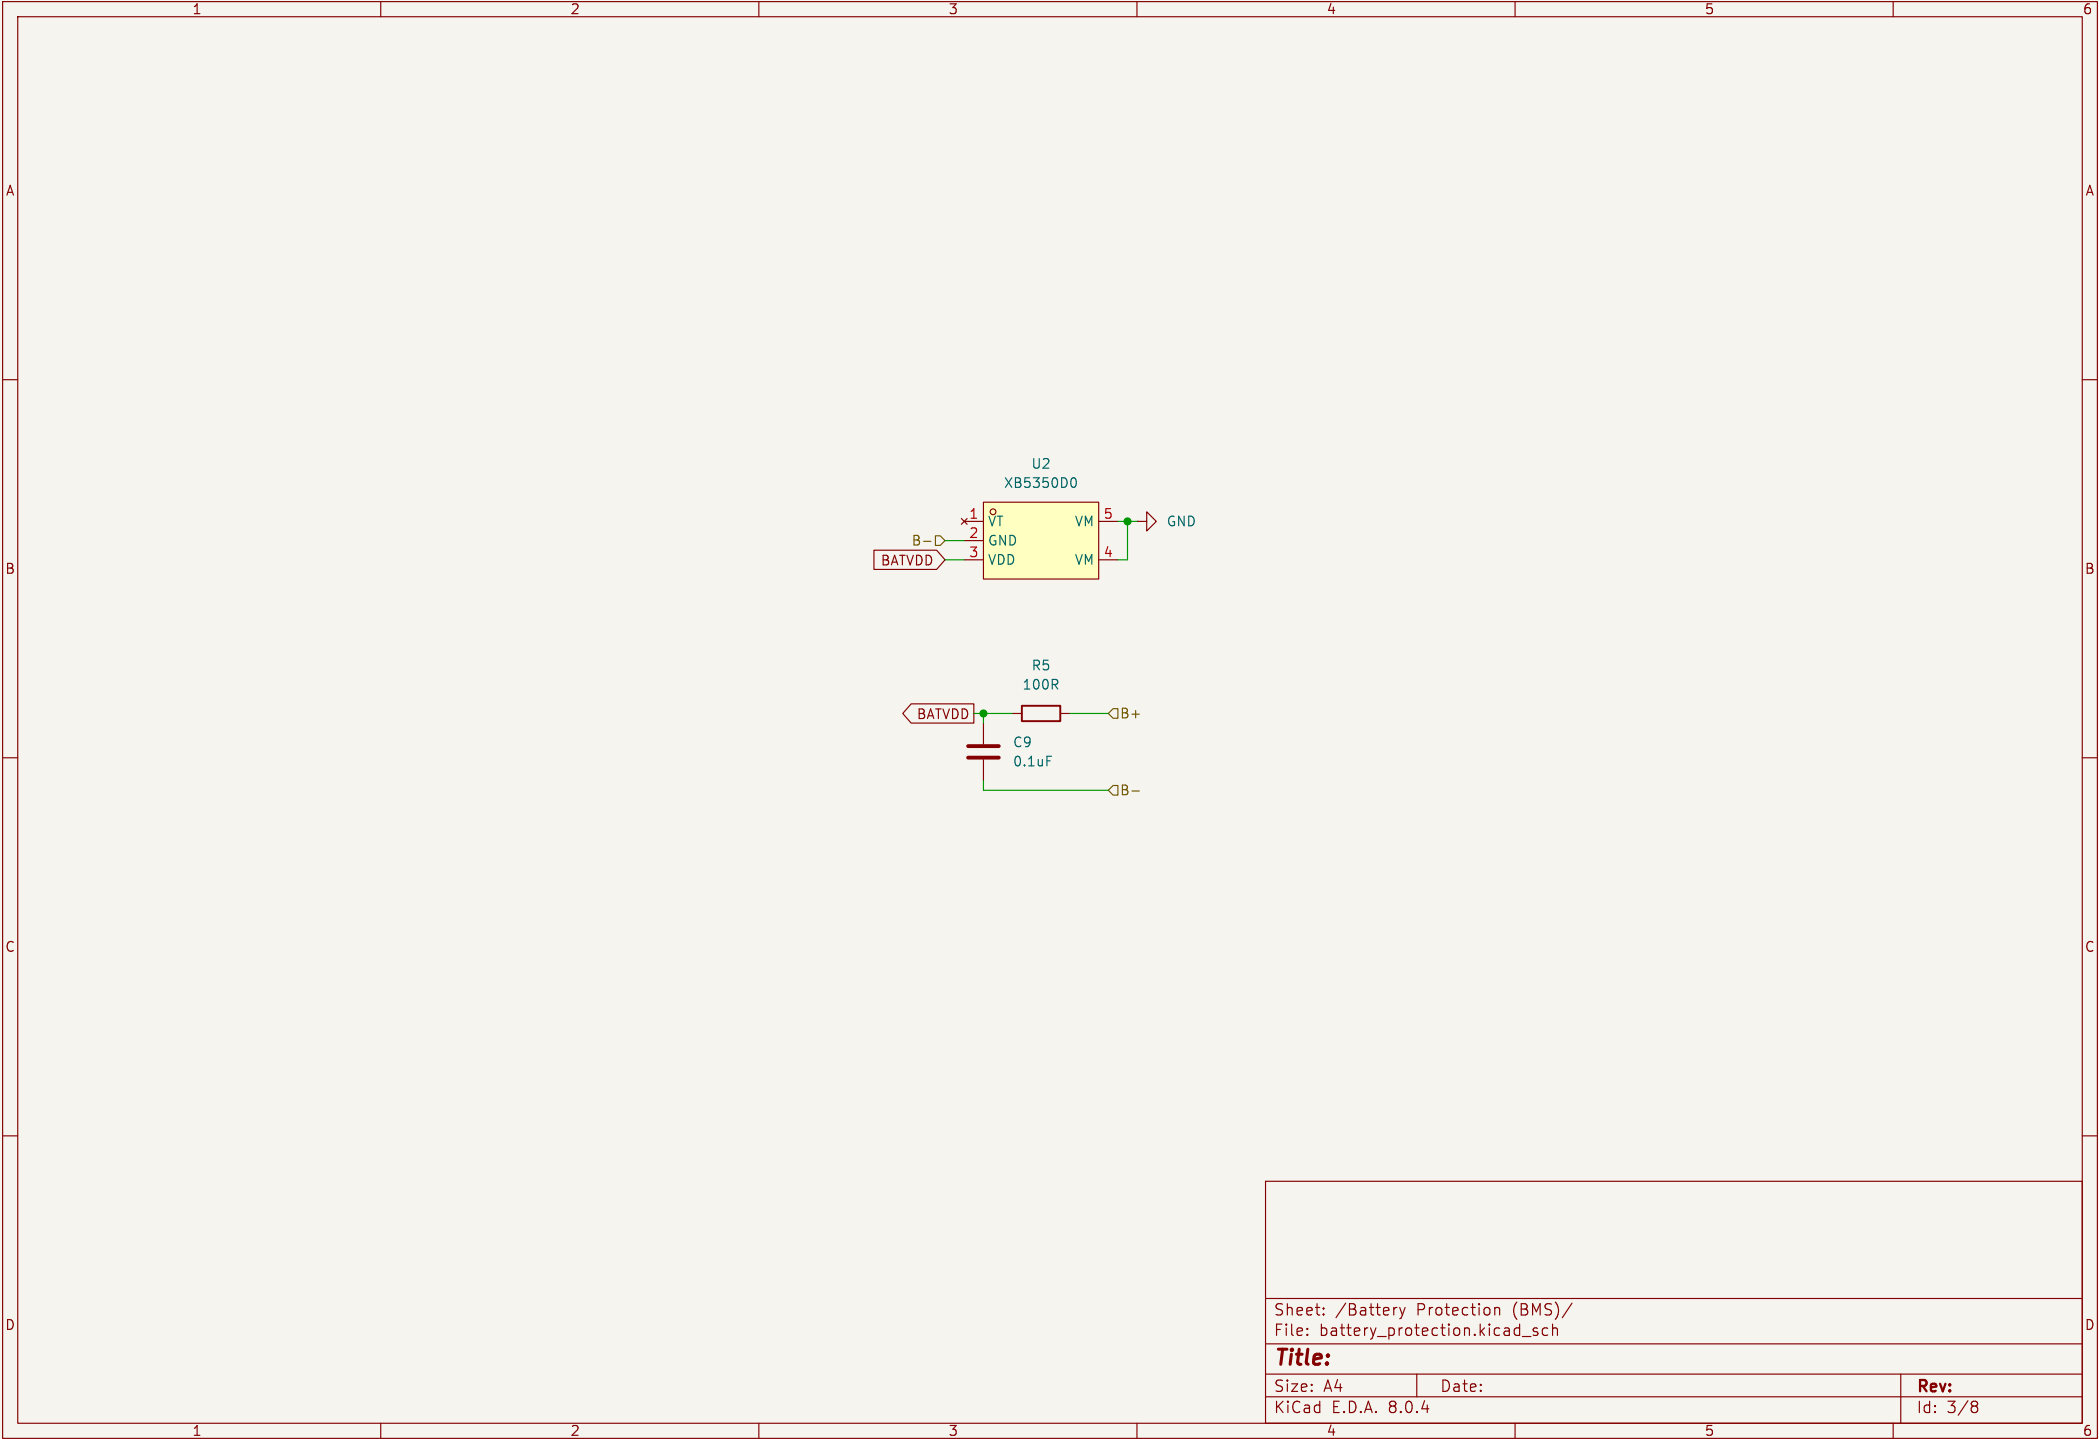 1 2 3 4 5 6
A A
U2
XB5350D0
1 VT VM 5 GND
B- 2 GND
BATVDD 3 VDD VM 4
B B
R5
100R
BATVDD B+
C9
0.1uF
B-
C C
Sheet: /Battery Protection (BMS)/
File: battery_protection.kicad_sch
D D
Title:
Size: A4 Date: Rev:
KiCad E.D.A. 8.0.4 Id: 3/8
1 2 3 4 5 6